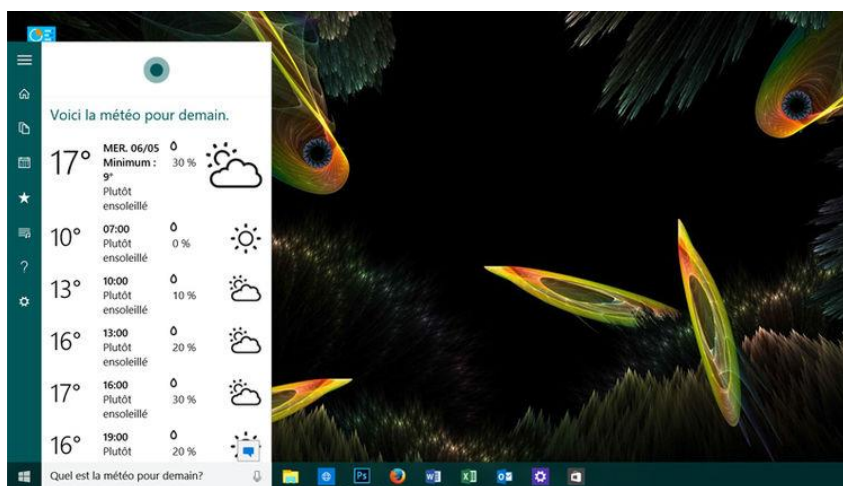 Voici la météo pour demain.
17°
MER. 06/05
Minimum :
9°
Plutôt
ensoleillé
30 %
10°
07:00
Plutôt
ensoleillé
0 %
13°
10:00
Plutôt
ensoleillé
10 %
16°
13:00
Plutôt
ensoleillé
20 %
17°
16:00
Plutôt
ensoleillé
30 %
16°
19:00
Plutôt
20 %
Quel est la météo pour demain?
Ps